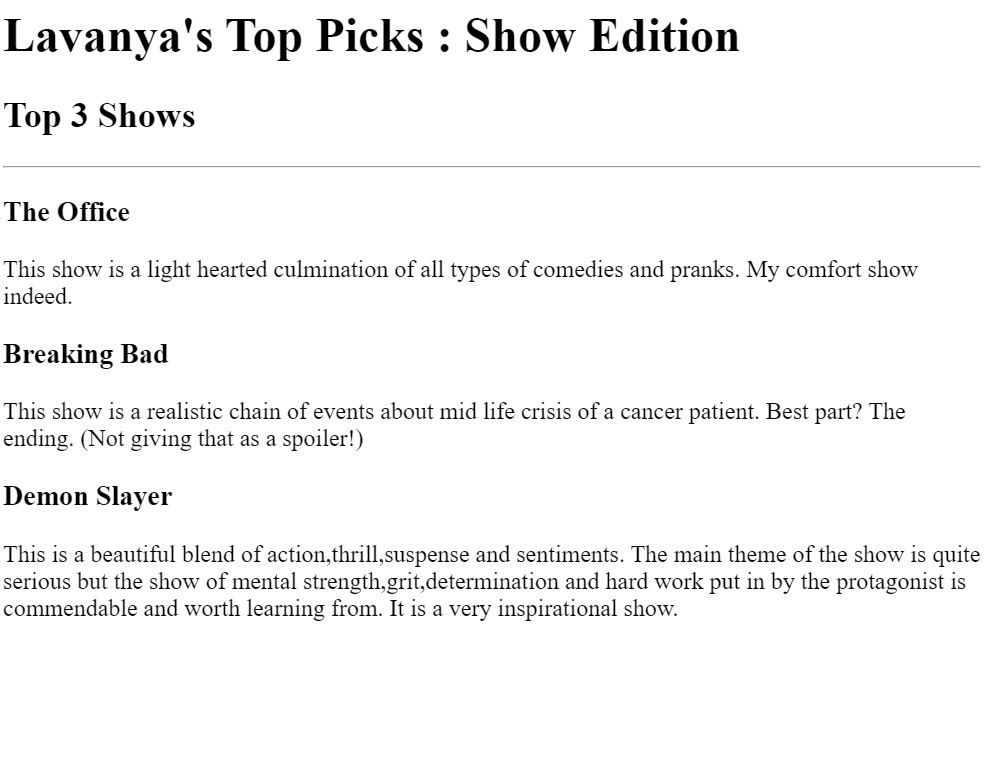 Lavanya's Top Picks : Show Edition
Top 3 Shows
The Office
This show is a light hearted culmination of all types of comedies and pranks. My comfort show
indeed.
Breaking Bad
This show is a realistic chain of events about mid life crisis of a cancer patient. Best part? The
ending. (Not giving that as a spoiler!)
Demon Slayer
This is a beautiful blend of action,thrill,suspense and sentiments. The main theme of the show is quite
serious but the show of mental strength,grit,determination and hard work put in by the protagonist is
commendable and worth learning from. It is a very inspirational show.